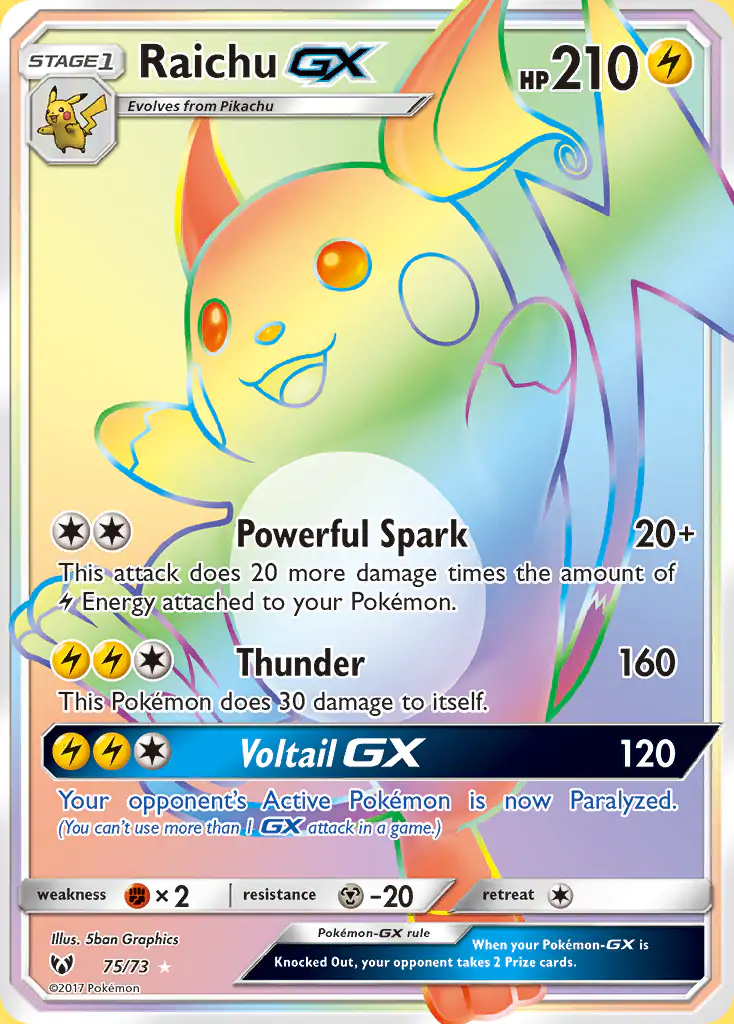 STAGE 1 Raichu GX HP 210
Evolves from Pikachu
Powerful Spark 20+
This attack does 20 more damage times the amount of
Energy attached to your Pokémon.
Thunder 160
This Pokémon does 30 damage to itself.
Voltail GX 120
Your opponent's Active Pokémon is now Paralyzed.
(You can't use more than 1 GX attack in a game.)
weakness × 2 resistance -20 retreat
Illus. 5ban Graphics
75/73
©2017 Pokémon
Pokémon-GX rule
When your Pokémon-GX is
Knocked Out, your opponent takes 2 Prize cards.